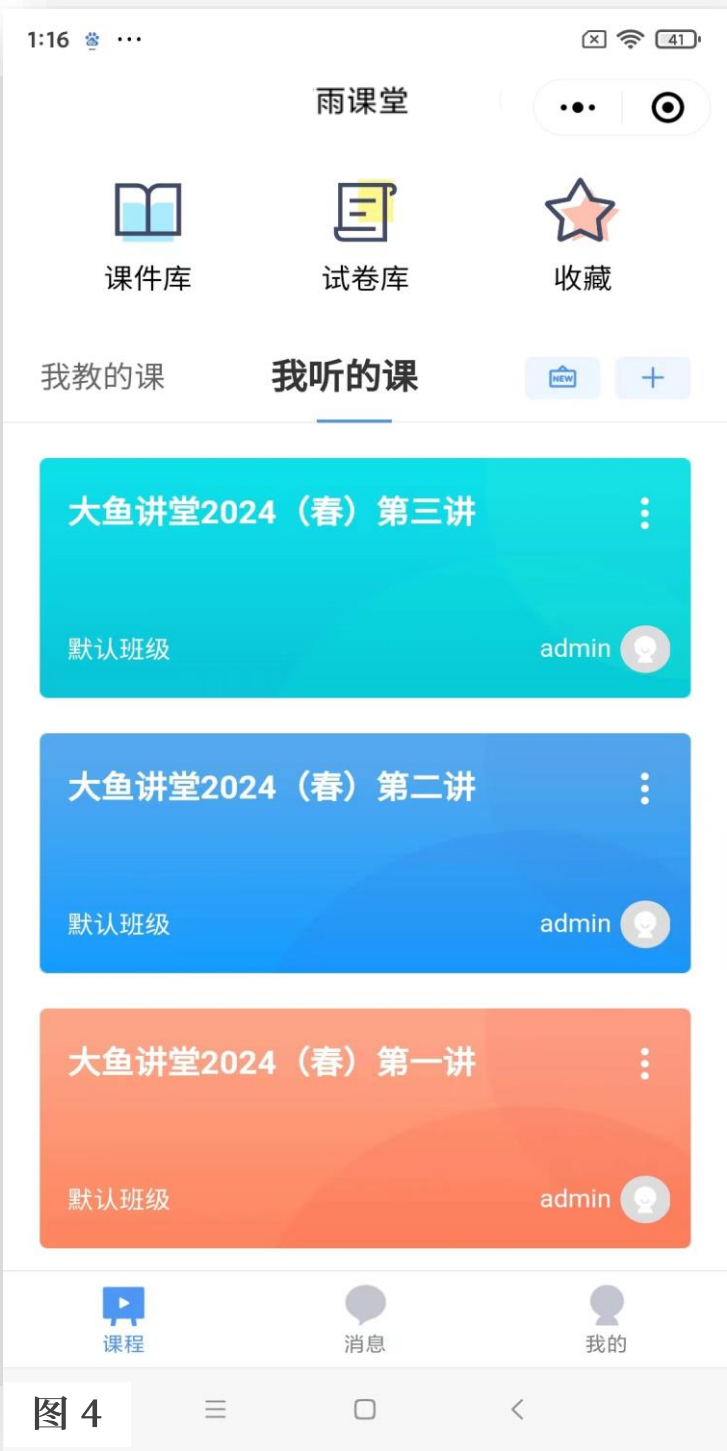 1:16 ··· 41
雨课堂
课件库 试卷库 收藏
我教的课 我听的课 NEW +
大鱼讲堂2024（春）第三讲
默认班级 admin
大鱼讲堂2024（春）第二讲
默认班级 admin
大鱼讲堂2024（春）第一讲
默认班级 admin
课程 消息 我的
图 4